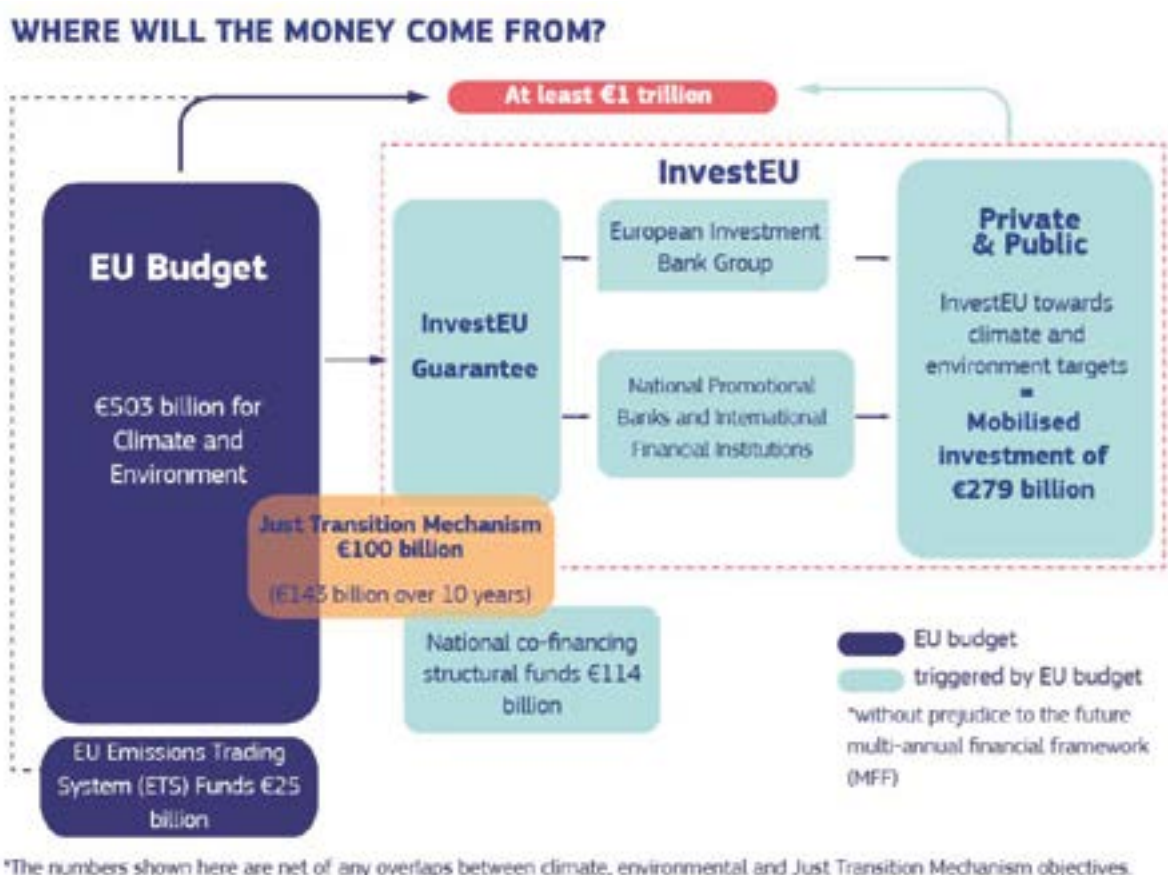 WHERE WILL THE MONEY COME FROM?
At least €1 trillion
InvestEU
EU Budget
€503 billion for
Climate and
Environment
InvestEU
Guarantee
European Investment
Bank Group
National Promotional
Banks and International
Financial Institutions
Private
& Public
InvestEU towards
climate and
environment targets
=
Mobilised
investment of
€279 billion
Just Transition Mechanism
€100 billion
(€143 billion over 10 years)
National co-financing
structural funds €114
billion
EU Emissions Trading
System (ETS) Funds €25
billion
EU budget
triggered by EU budget
*without prejudice to the future
multi-annual financial framework
(MFF)
*The numbers shown here are net of any overlaps between climate, environmental and Just Transition Mechanism objectives.